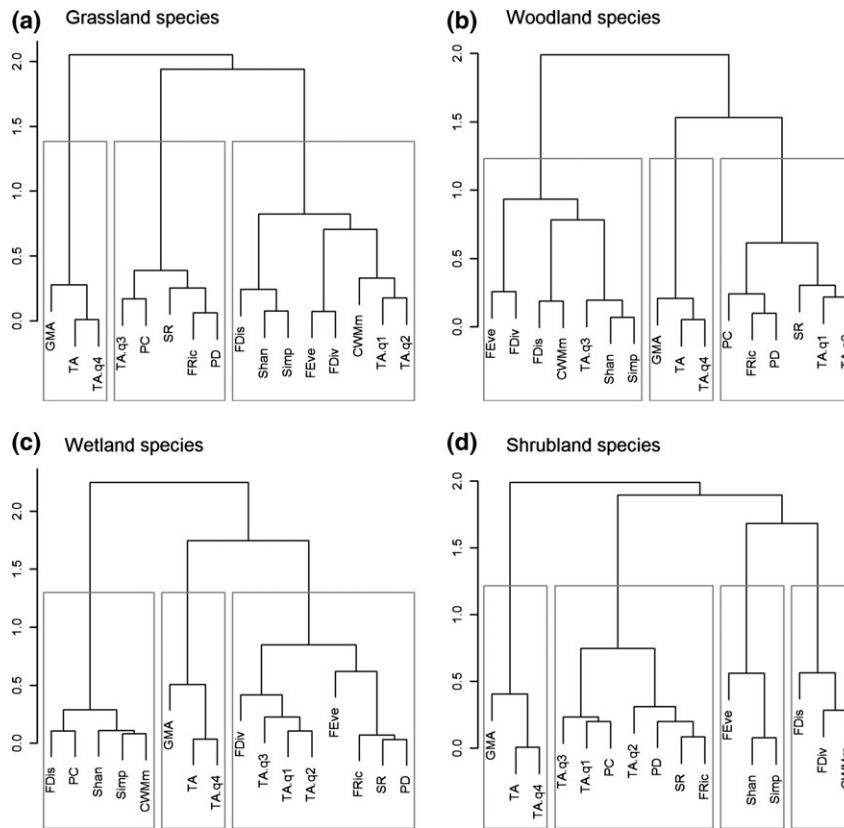 (a) Grassland species
2.0
1.5
1.0
0.5
0.0
GMA
TA
TA.q4
TA.q3
PC
SR
FRic
PD
FDis
Shan
Simp
FEve
FDiv
CWMm
TA.q1
TA.q2
(b) Woodland species
2.0
1.5
1.0
0.5
0.0
FEve
FDiv
FDis
CWMm
TA.q3
Shan
Simp
GMA
TA
TA.q4
PC
FRic
PD
SR
TA.q1
(c) Wetland species
2.0
1.5
1.0
0.5
0.0
FDis
PC
Shan
Simp
CWMm
GMA
TA
TA.q4
FDiv
TA.q3
TA.q1
TA.q2
FEve
FRic
SR
PD
(d) Shrubland species
2.0
1.5
1.0
0.5
0.0
GMA
TA
TA.q4
TA.q3
TA.q1
PC
TA.q2
PD
SR
FRic
FEve
Shan
Simp
FDis
FDiv